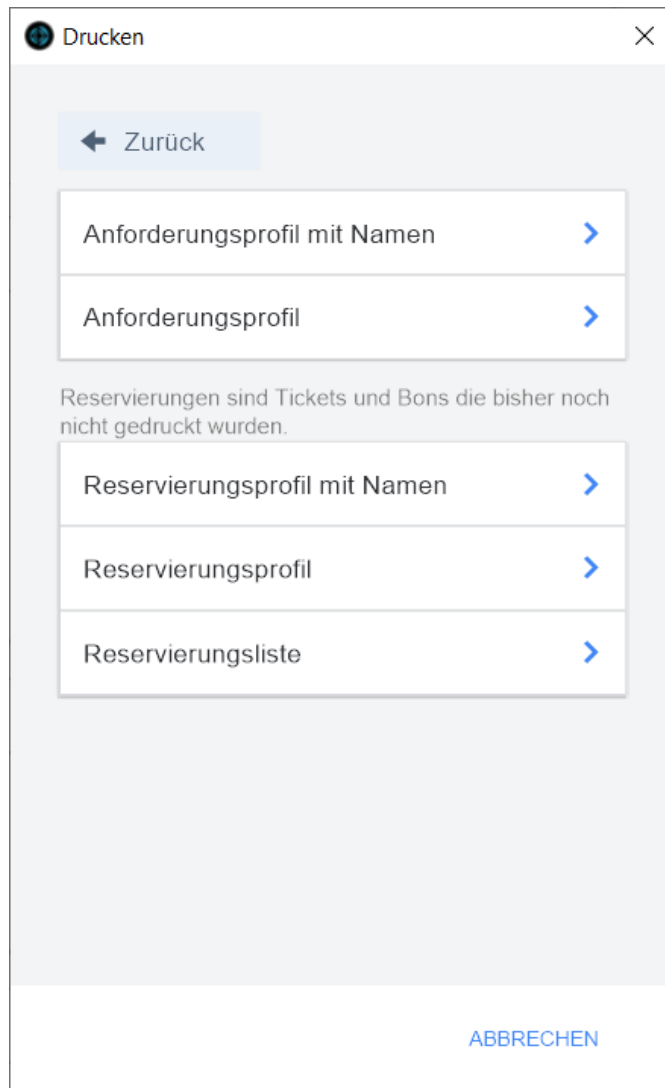 Drucken
Zurück
Anforderungsprofil mit Namen
Anforderungsprofil
Reservierungen sind Tickets und Bons die bisher noch
nicht gedruckt wurden.
Reservierungsprofil mit Namen
Reservierungsprofil
Reservierungsliste
ABBRECHEN